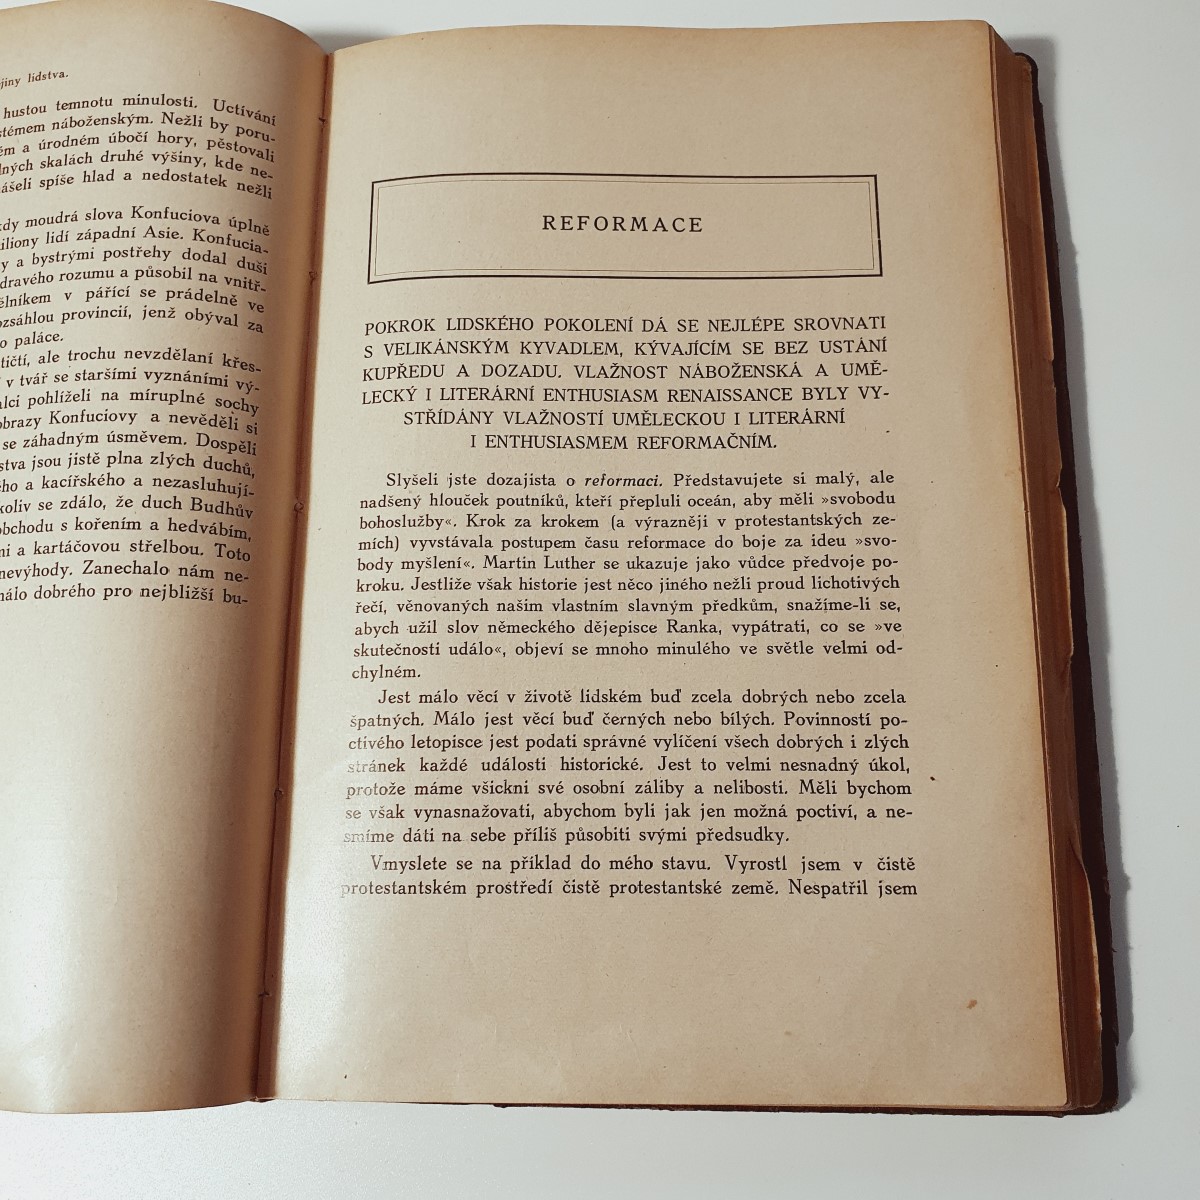 jiny lidstva.
hustou temnotu minulosti. Uctívání
stémem náboženským. Nežli by poru-
ém a úrodném úbočí hory, pěstovali
lných skalách druhé výšiny, kde ne-
ášeli spíše hlad a nedostatek nežli
kdy moudrá slova Konfuciova úplně
iliony lidí západní Asie. Konfucia-
y a bystrými postřehy dodal duši
dravého rozumu a působil na vnitř-
ělníkem v pářící se prádelně ve
ozsáhlou provincií, jenž obýval za
o paláce.
tičtí, ale trochu nevzdělaní křes-
v tvář se staršími vyznáními vý-
alci pohlíželi na míruplné sochy
obrazy Konfuciovy a nevěděli si
se záhadným úsměvem. Dospěli
stva jsou jistě plna zlých duchů,
ého a kacířského a nezasluhují-
koliv se zdálo, že duch Budhův
obchodu s kořením a hedvábím,
mi a kartáčovou střelbou. Toto
nevýhody. Zanechalo nám ne-
málo dobrého pro nejbližší bu-
REFORMACE
POKROK LIDSKÉHO POKOLENÍ DÁ SE NEJLÉPE SROVNATI
S VELIKÁNSKÝM KYVADLEM, KÝVAJÍCÍM SE BEZ USTÁNÍ
KUPŘEDU A DOZADU. VLAŽNOST NÁBOŽENSKÁ A UMĚ-
LECKÝ I LITERÁRNÍ ENTHUSIASM RENAISSANCE BYLY VY-
STŘÍDÁNY VLAŽNOSTÍ UMĚLECKOU I LITERÁRNÍ
I ENTHUSIASMEM REFORMAČNÍM.
Slyšeli jste dozajista o reformaci. Představujete si malý, ale
nadšený hlouček poutníků, kteří přepluli oceán, aby měli »svobodu
bohoslužby«. Krok za krokem (a výrazněji v protestantských ze-
mích) vyvstávala postupem času reformace do boje za ideu »svo-
body myšlení«. Martin Luther se ukazuje jako vůdce předvoje po-
kroku. Jestliže však historie jest něco jiného nežli proud lichotivých
řečí, věnovaných našim vlastním slavným předkům, snažíme-li se,
abych užil slov německého dějepisce Ranka, vypátrati, co se »ve
skutečnosti událo«, objeví se mnoho minulého ve světle velmi od-
chylném.
Jest málo věcí v životě lidském buď zcela dobrých nebo zcela
špatných. Málo jest věcí buď černých nebo bílých. Povinností po-
ctivého letopisce jest podati správné vylíčení všech dobrých i zlých
stránek každé události historické. Jest to velmi nesnadný úkol,
protože máme všickni své osobní záliby a nelibosti. Měli bychom
se však vynasnažovati, abychom byli jak jen možná poctiví, a ne-
smíme dáti na sebe příliš působiti svými předsudky.
Vmyslete se na příklad do mého stavu. Vyrostl jsem v čistě
protestantském prostředí čistě protestantské země. Nespatřil jsem